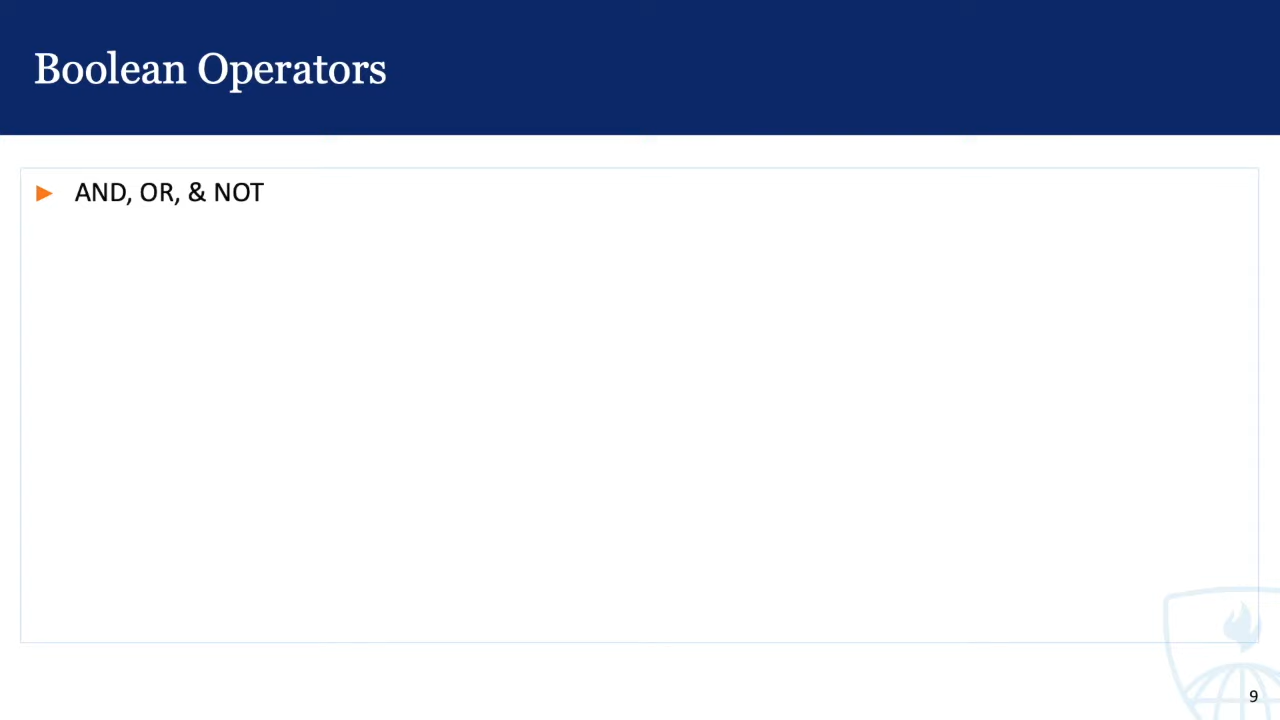 Boolean Operators
► AND, OR, & NOT
9